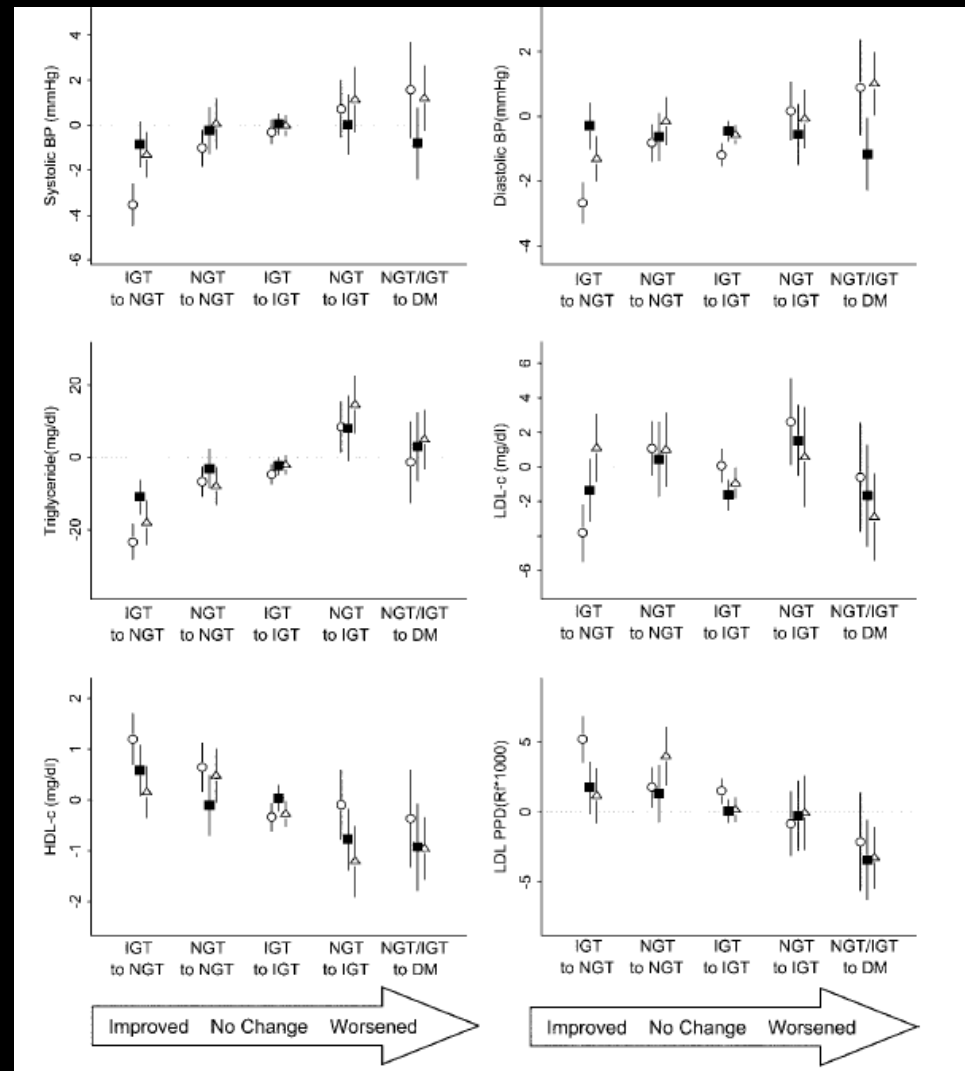 Systolic BP (mmHg)
4
2
0
-2
-4
-6
IGT NGT IGT NGT NGT/IGT
to NGT to NGT to IGT to IGT to DM
Diastolic BP(mmHg)
2
0
-2
-4
IGT NGT IGT NGT NGT/IGT
to NGT to NGT to IGT to IGT to DM
Triglyceride(mg/dl)
20
0
-20
IGT NGT IGT NGT NGT/IGT
to NGT to NGT to IGT to IGT to DM
LDL-c (mg/dl)
6
4
2
0
-2
-6
IGT NGT IGT NGT NGT/IGT
to NGT to NGT to IGT to IGT to DM
HDL-c (mg/dl)
2
1
0
-1
-2
IGT NGT IGT NGT NGT/IGT
to NGT to NGT to IGT to IGT to DM
LDL PPD(Rf*1000)
5
0
-5
IGT NGT IGT NGT NGT/IGT
to NGT to NGT to IGT to IGT to DM
Improved No Change Worsened
Improved No Change Worsened